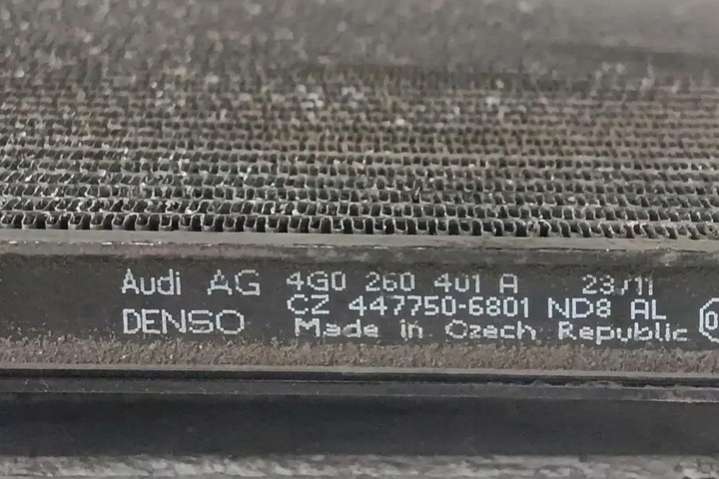 Audi AG 4G0 260 401 A 23/11
CZ 447750-6801 ND8 AL
DENSO Made in Czech Republic